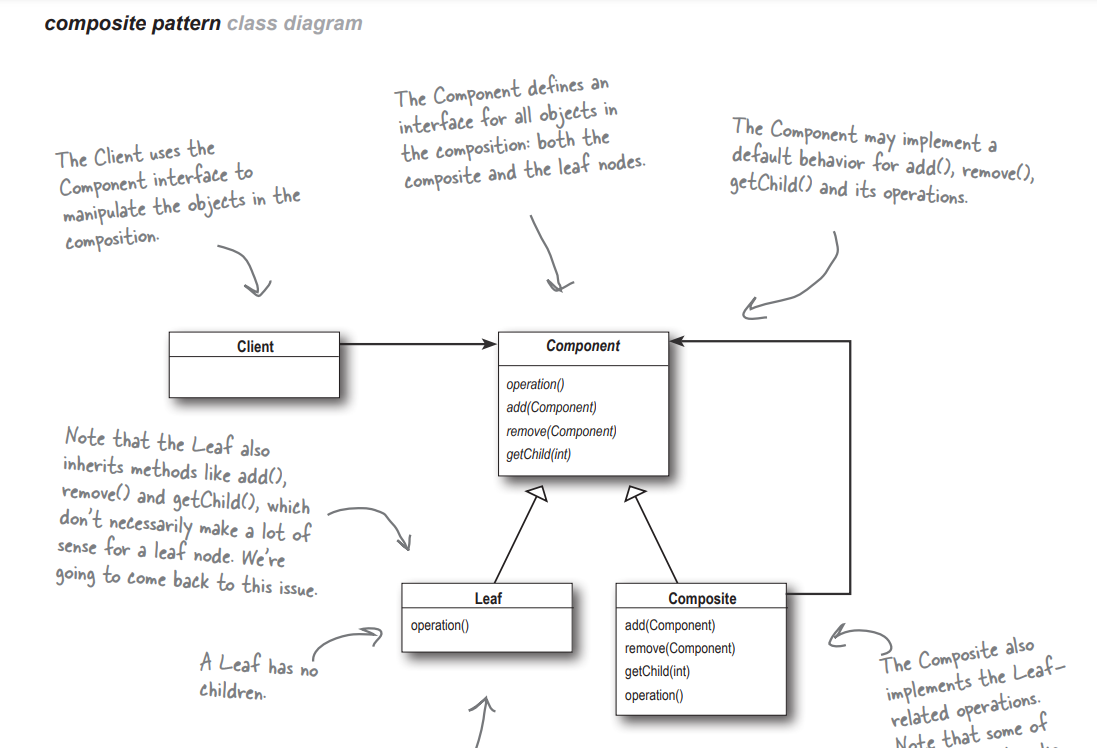 composite pattern class diagram
The Client uses the
Component interface to
manipulate the objects in the
composition.
The Component defines an
interface for all objects in
the composition: both the
composite and the leaf nodes.
The Component may implement a
default behavior for add(), remove(),
getChild() and its operations.
Client
Component
operation()
add(Component)
remove(Component)
getChild(int)
Note that the Leaf also
inherits methods like add(),
remove() and getChild(), which
don't necessarily make a lot of
sense for a leaf node. We're
going to come back to this issue.
Leaf
operation()
Composite
add(Component)
remove(Component)
getChild(int)
operation()
A Leaf has no
children.
The Composite also
implements the Leaf-
related operations.
Note that some of